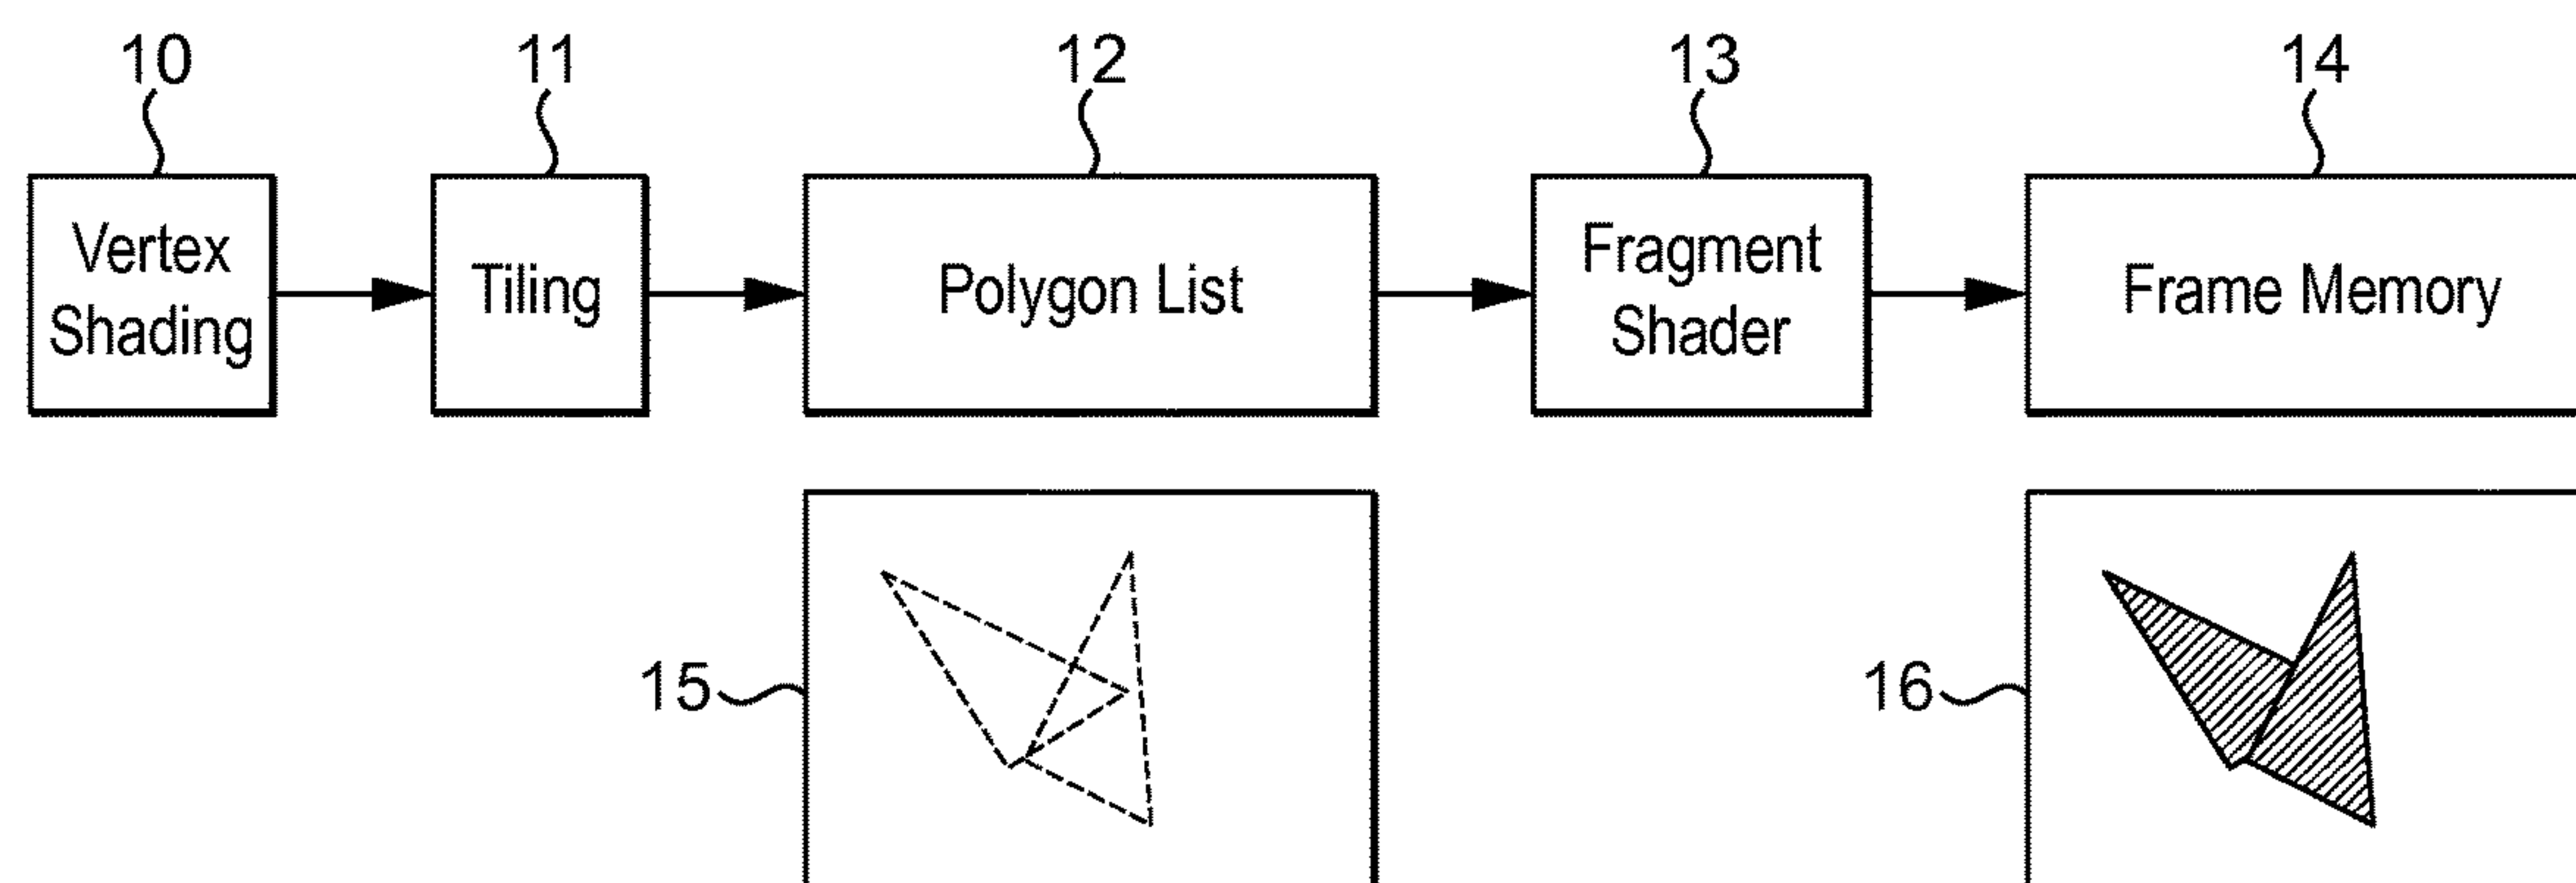 10
11
12
13
14
Vertex
Shading
Tiling
Polygon List
Fragment
Shader
Frame Memory
15
16